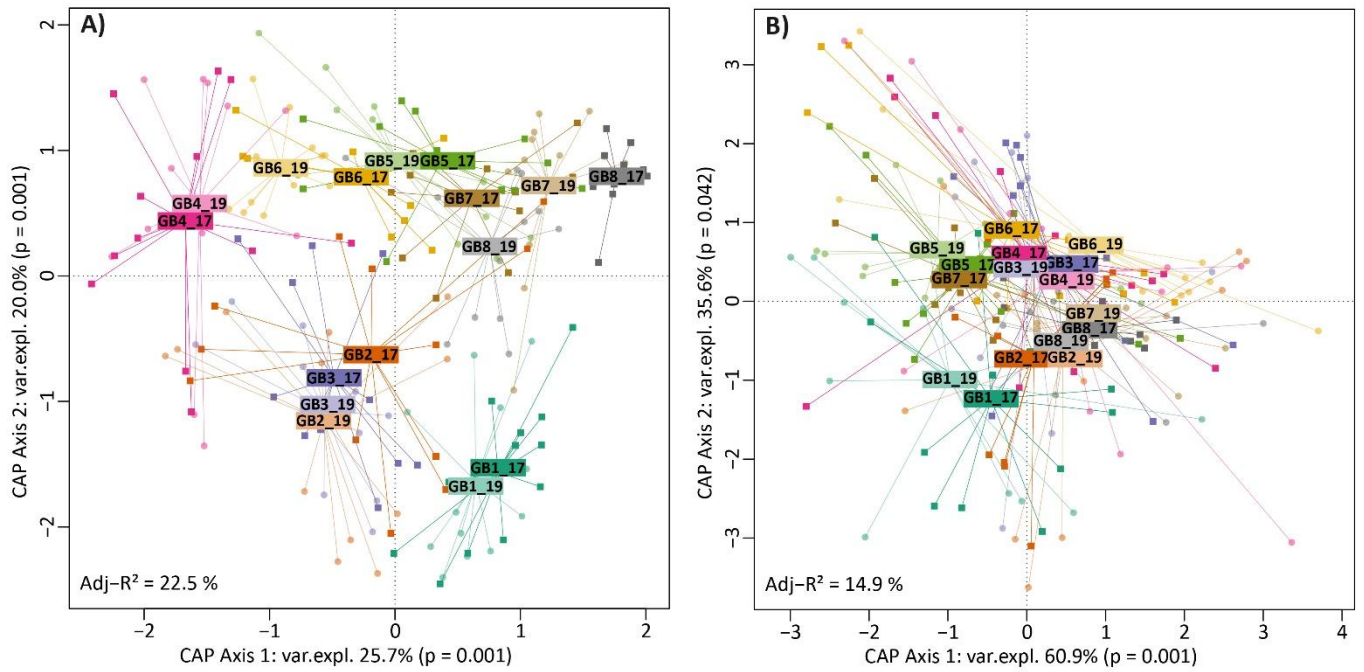 A)
2
1
0
−1
−2
CAP Axis 2: var.expl. 20.0% (p = 0.001)
GB6_19
GB5_19 GB5_17
GB6_17
GB8_17
GB7_19
GB7_17
GB4_19
GB4_17
GB8_19
GB2_17
GB3_17
GB3_19
GB2_19
GB1_17
GB1_19
Adj−R² = 22.5 %
−2 −1 0 1 2
CAP Axis 1: var.expl. 25.7% (p = 0.001)
B)
3
2
1
0
−1
−2
−3
CAP Axis 2: var.expl. 35.6% (p = 0.042)
GB6_17
GB5_19
GB6_19
GB4_17
GB5_17
GB3_19
GB3_17
GB7_17
GB4_19
GB7_19
GB8_17
GB8_19
GB2_17 GB2_19
GB1_19
GB1_17
Adj−R² = 14.9 %
−3 −2 −1 0 1 2 3 4
CAP Axis 1: var.expl. 60.9% (p = 0.001)